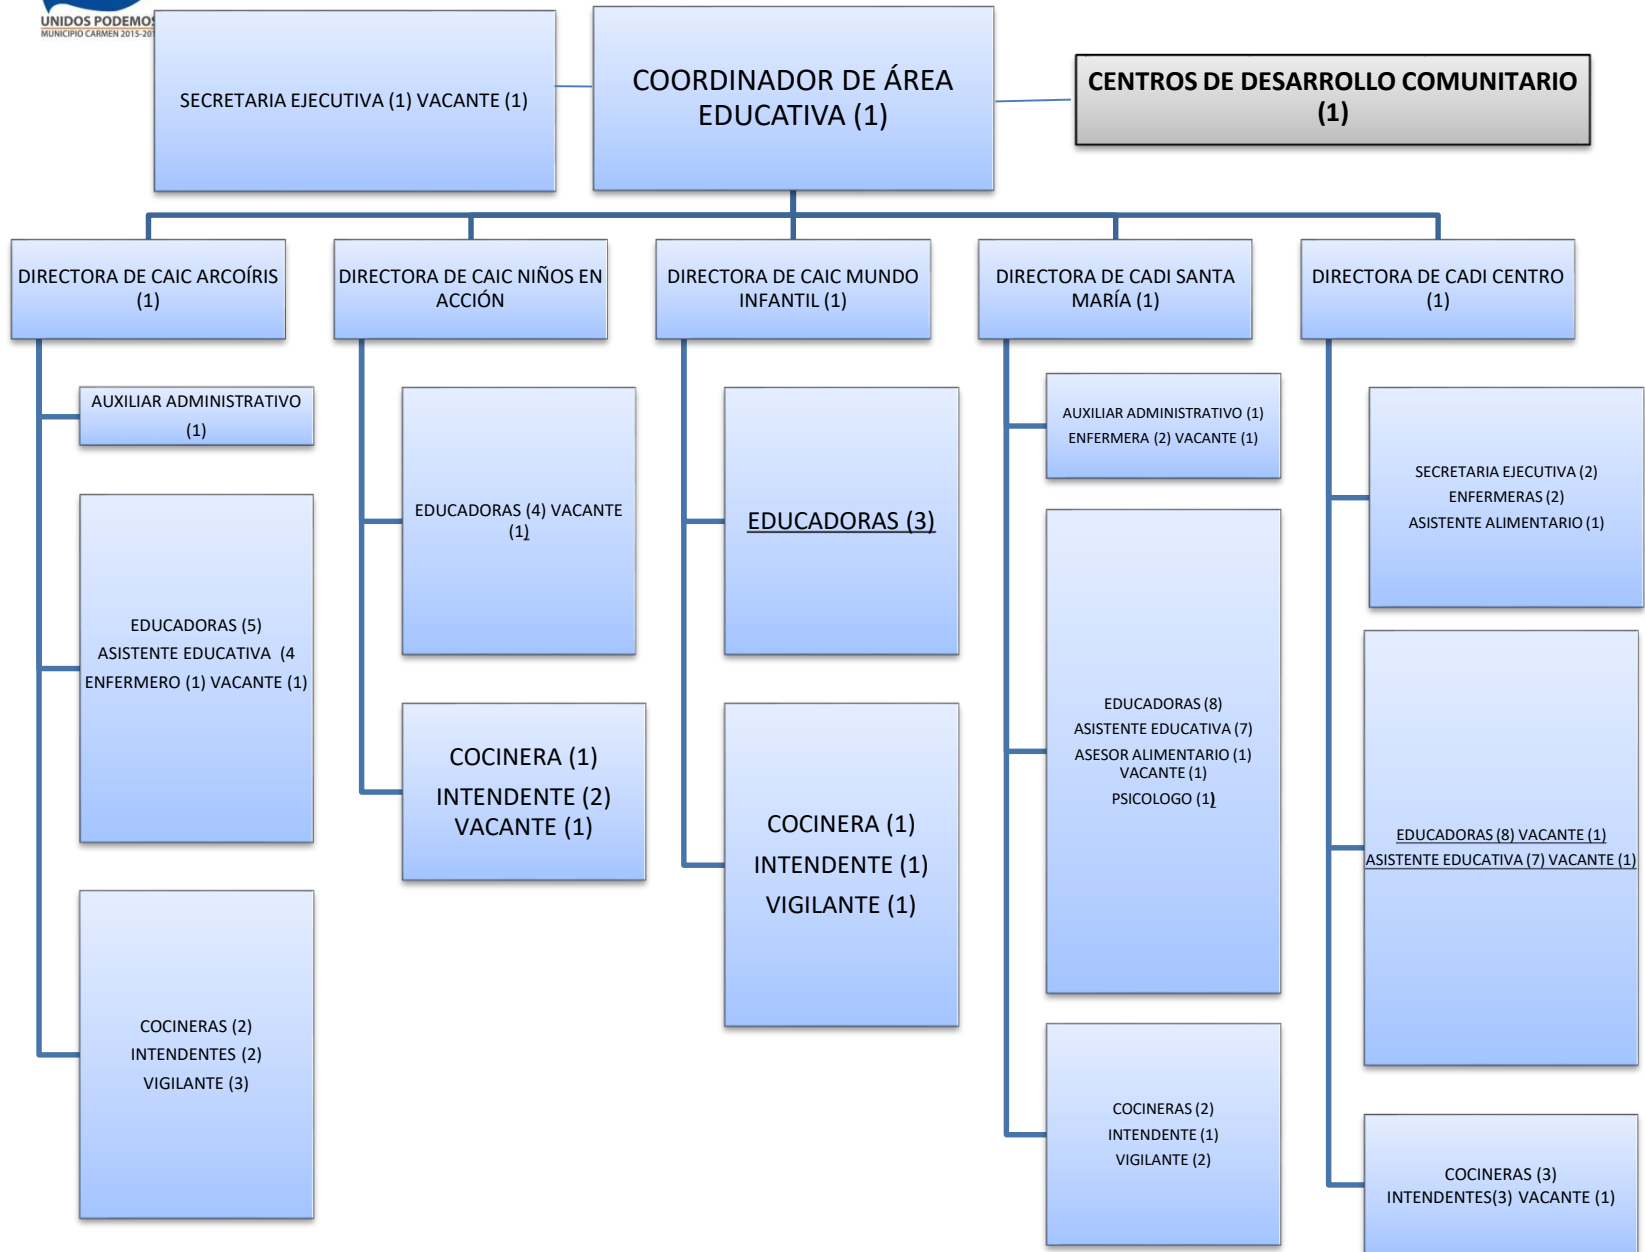 UNIDOS PODEMOS
MUNICIPIO CARMEN 2015-201
SECRETARIA EJECUTIVA (1) VACANTE (1)
COORDINADOR DE ÁREA
EDUCATIVA (1)
CENTROS DE DESARROLLO COMUNITARIO
(1)
DIRECTORA DE CAIC ARCOÍRIS
(1)
DIRECTORA DE CAIC NIÑOS EN
ACCIÓN
DIRECTORA DE CAIC MUNDO
INFANTIL (1)
DIRECTORA DE CADI SANTA
MARÍA (1)
DIRECTORA DE CADI CENTRO
(1)
AUXILIAR ADMINISTRATIVO
(1)
EDUCADORAS (5)
ASISTENTE EDUCATIVA (4
ENFERMERO (1) VACANTE (1)
COCINERAS (2)
INTENDENTES (2)
VIGILANTE (3)
EDUCADORAS (4) VACANTE
(1)
COCINERA (1)
INTENDENTE (2)
VACANTE (1)
EDUCADORAS (3)
COCINERA (1)
INTENDENTE (1)
VIGILANTE (1)
AUXILIAR ADMINISTRATIVO (1)
ENFERMERA (2) VACANTE (1)
EDUCADORAS (8)
ASISTENTE EDUCATIVA (7)
ASESOR ALIMENTARIO (1)
VACANTE (1)
PSICOLOGO (1)
COCINERAS (2)
INTENDENTE (1)
VIGILANTE (2)
SECRETARIA EJECUTIVA (2)
ENFERMERAS (2)
ASISTENTE ALIMENTARIO (1)
EDUCADORAS (8) VACANTE (1)
ASISTENTE EDUCATIVA (7) VACANTE (1)
COCINERAS (3)
INTENDENTES(3) VACANTE (1)